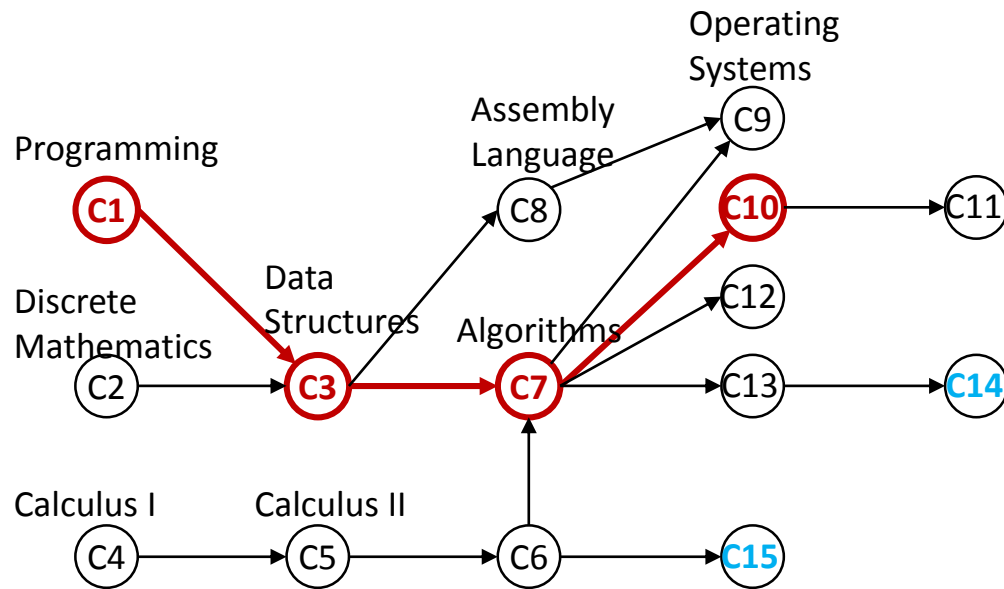 Operating
Systems
Assembly
Language
C9
Programming
C1
C8
C10
C11
Discrete
Mathematics
Data
Structures
Algorithms
C12
C2
C3
C7
C13
C14
Calculus I
Calculus II
C4
C5
C6
C15